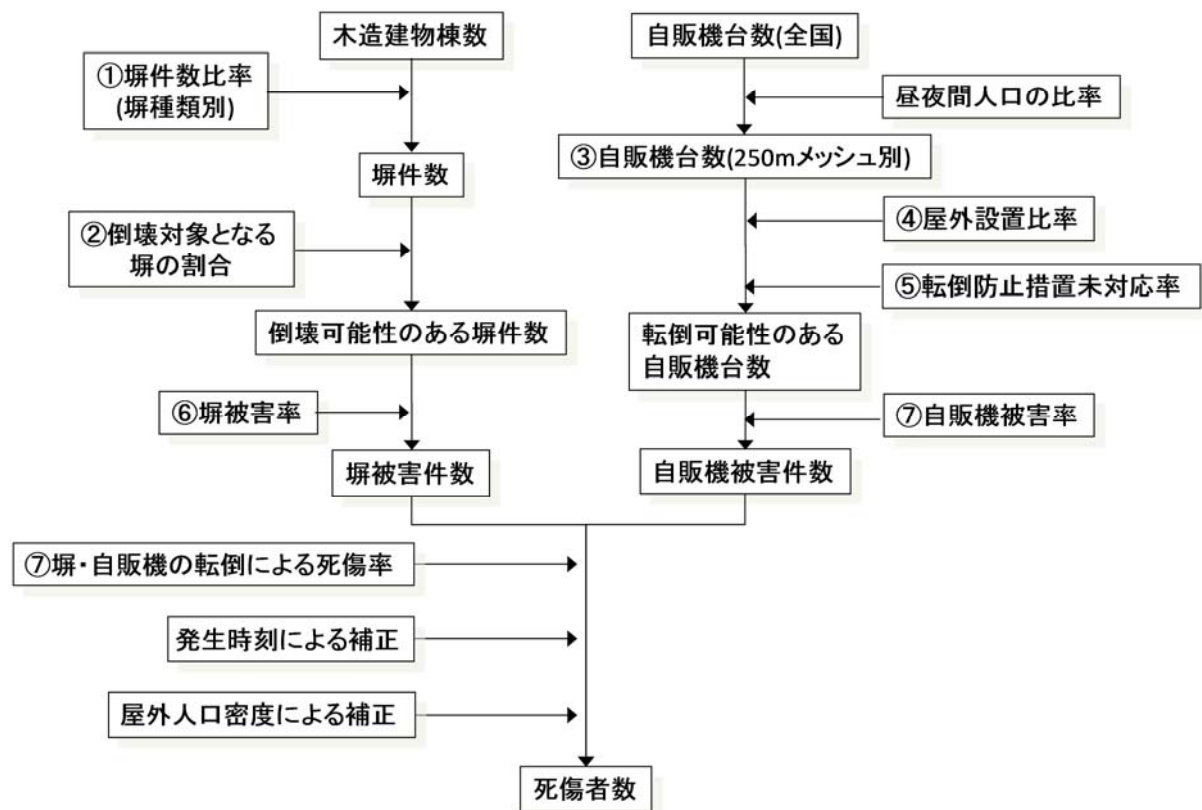 木造建物棟数
自販機台数(全国)
①塀件数比率
(塀種類別)
昼夜間人口の比率
③自販機台数(250mメッシュ別)
塀件数
④屋外設置比率
②倒壊対象となる
塀の割合
⑤転倒防止措置未対応率
倒壊可能性のある塀件数
転倒可能性のある
自販機台数
⑥塀被害率
⑦自販機被害率
塀被害件数
自販機被害件数
⑦塀・自販機の転倒による死傷率
発生時刻による補正
屋外人口密度による補正
死傷者数